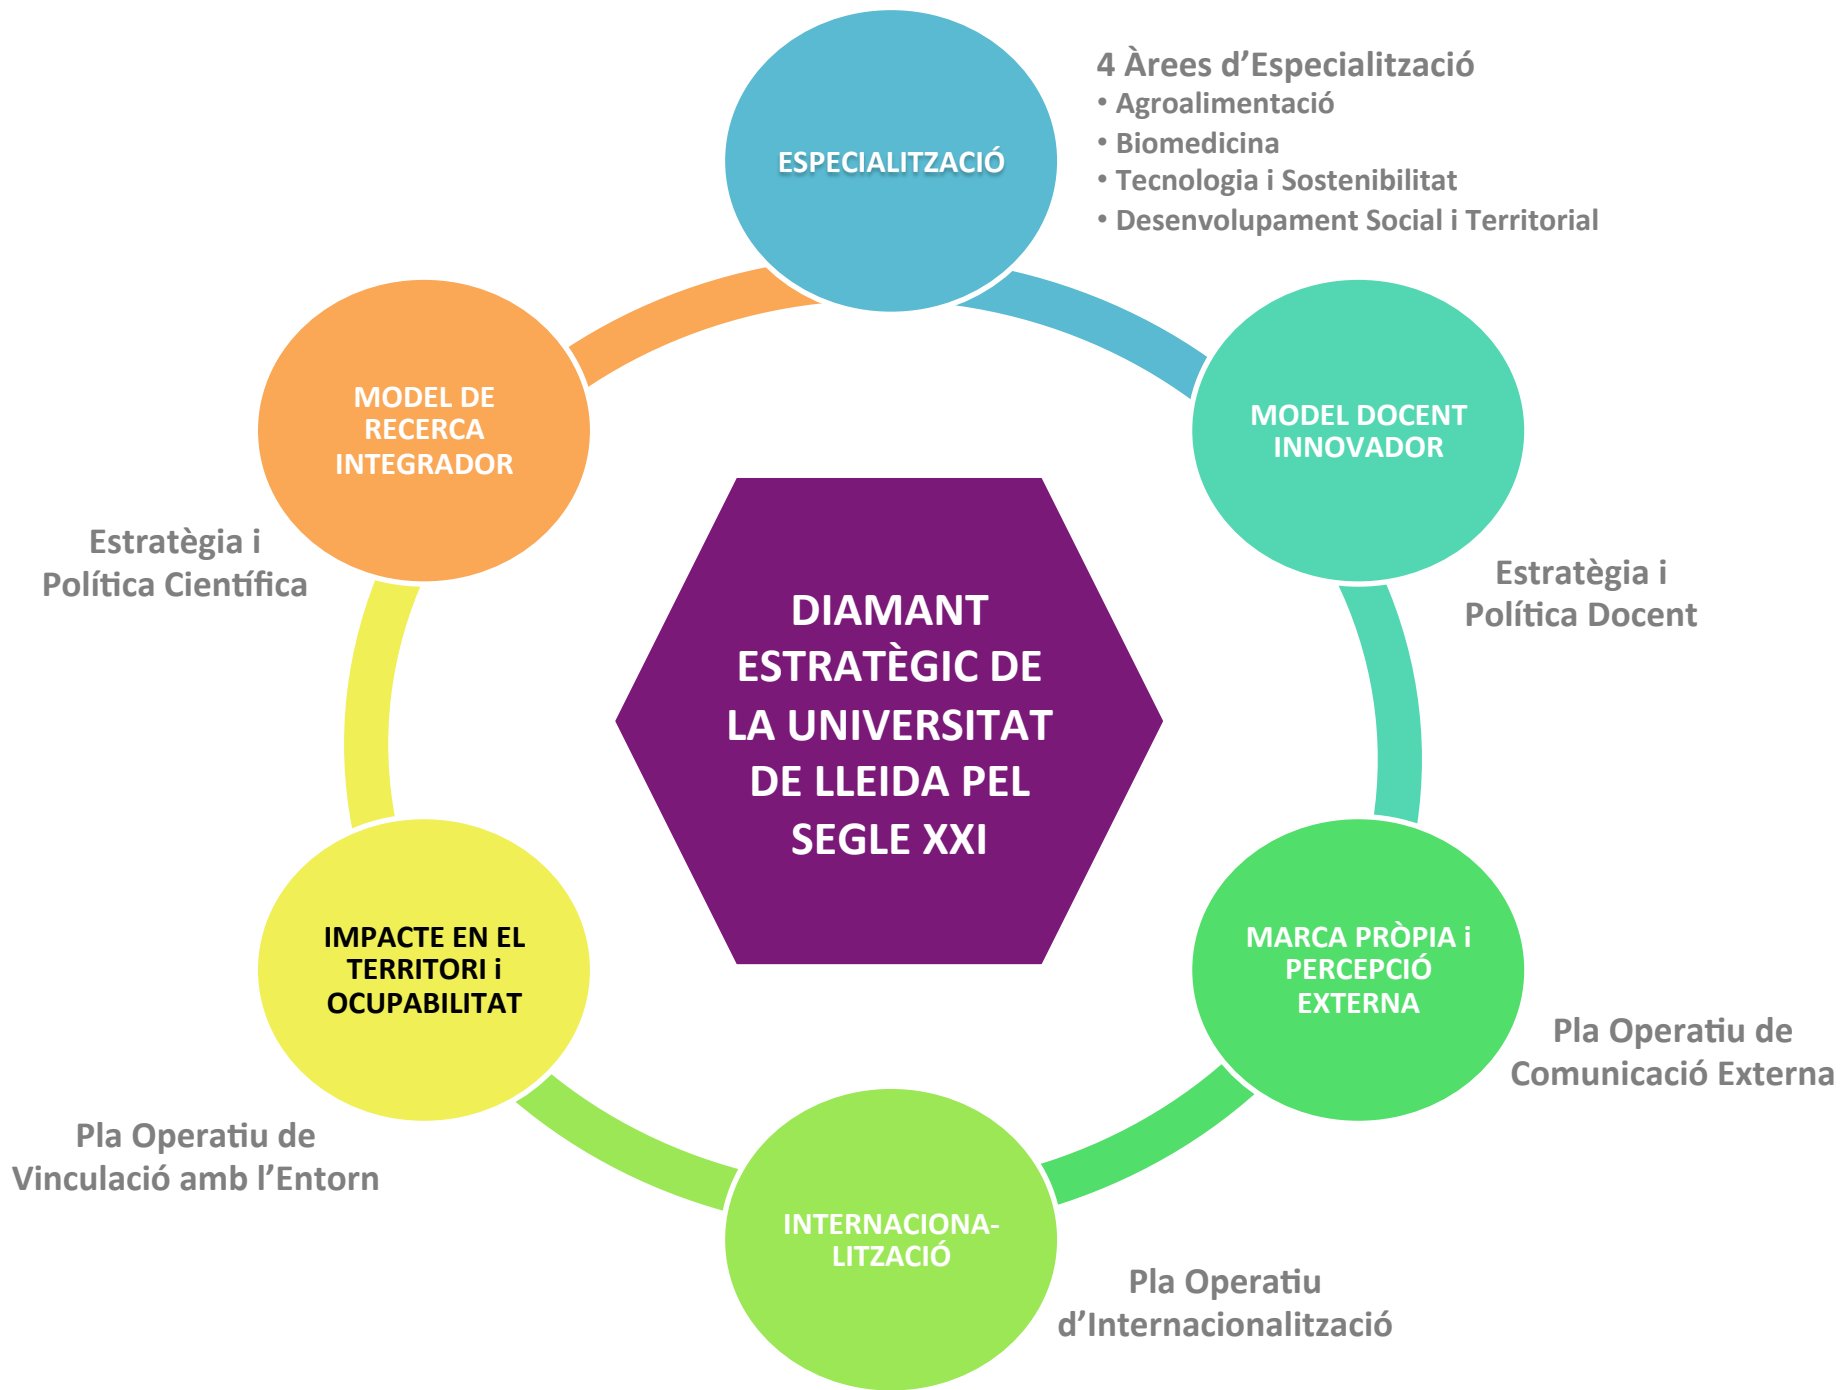 ESPECIALITZACIÓ
4 Àrees d’Especialització
• Agroalimentació
• Biomedicina
• Tecnologia i Sostenibilitat
• Desenvolupament Social i Territorial
MODEL DOCENT
INNOVADOR
Estratègia i
Política Docent
MARCA PRÒPIA i
PERCEPCIÓ
EXTERNA
Pla Operatiu de
Comunicació Externa
INTERNACIONA-
LITZACIÓ
Pla Operatiu
d’Internacionalització
IMPACTE EN EL
TERRITORI i
OCUPABILITAT
Pla Operatiu de
Vinculació amb l’Entorn
MODEL DE
RECERCA
INTEGRADOR
Estratègia i
Política Científica
DIAMANT
ESTRATÈGIC DE
LA UNIVERSITAT
DE LLEIDA PEL
SEGLE XXI